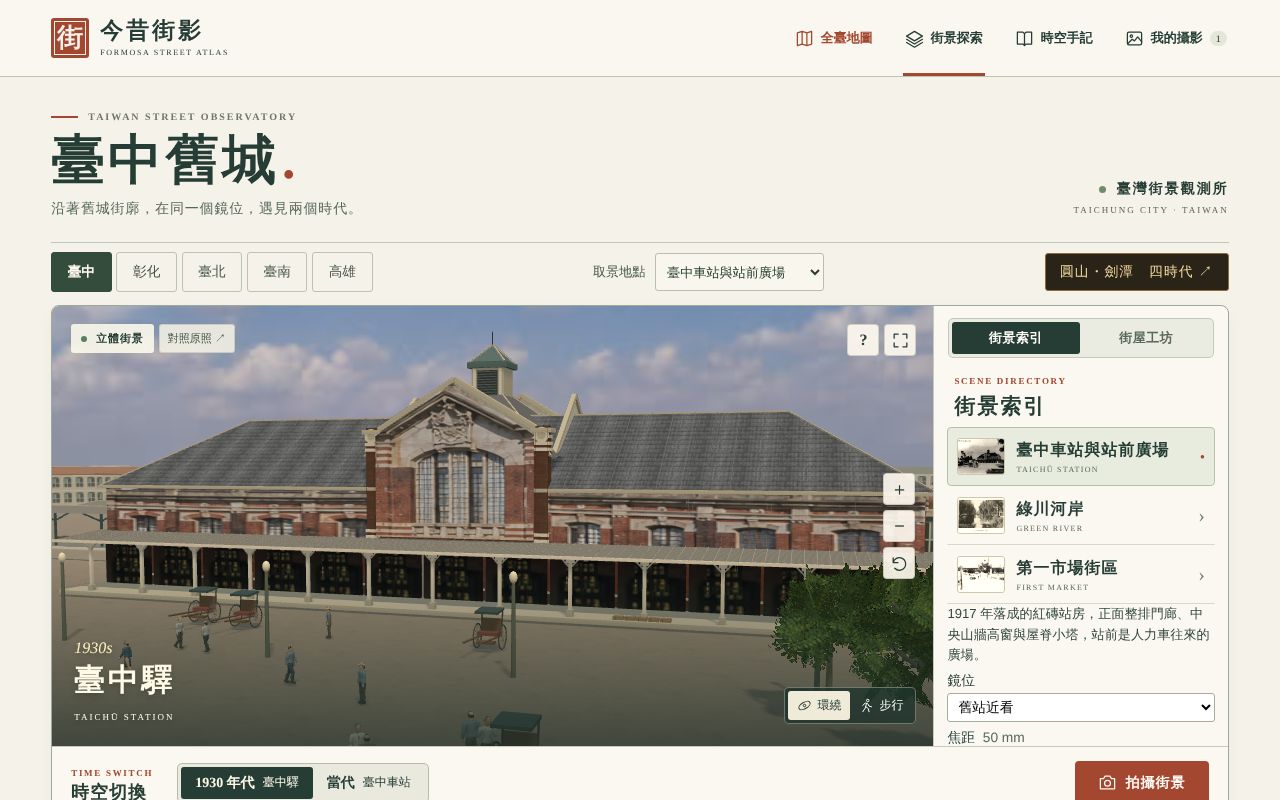 街 今昔街影
FORMOSA STREET ATLAS
全臺地圖 街景探索 時空手記 我的攝影 1
TAIWAN STREET OBSERVATORY
臺中舊城.
沿著舊城街廓，在同一個鏡位，遇見兩個時代。
臺灣街景觀測所
TAICHUNG CITY · TAIWAN
臺中 彰化 臺北 臺南 高雄
取景地點 臺中車站與站前廣場
圓山・劍潭 四時代 ↗
立體街景 對照原照 ↗
?
+
−
1930s
臺中驛
TAICHŪ STATION
環繞 步行
街景索引 街屋工坊
SCENE DIRECTORY
街景索引
臺中車站與站前廣場
TAICHŪ STATION
綠川河岸
GREEN RIVER
第一市場街區
FIRST MARKET
1917 年落成的紅磚站房，正面整排門廊、中
央山牆高窗與屋脊小塔，站前是人力車往來的
廣場。
鏡位
舊站近看
焦距 50 mm
TIME SWITCH
時空切換
1930 年代 臺中驛 當代 臺中車站
拍攝街景